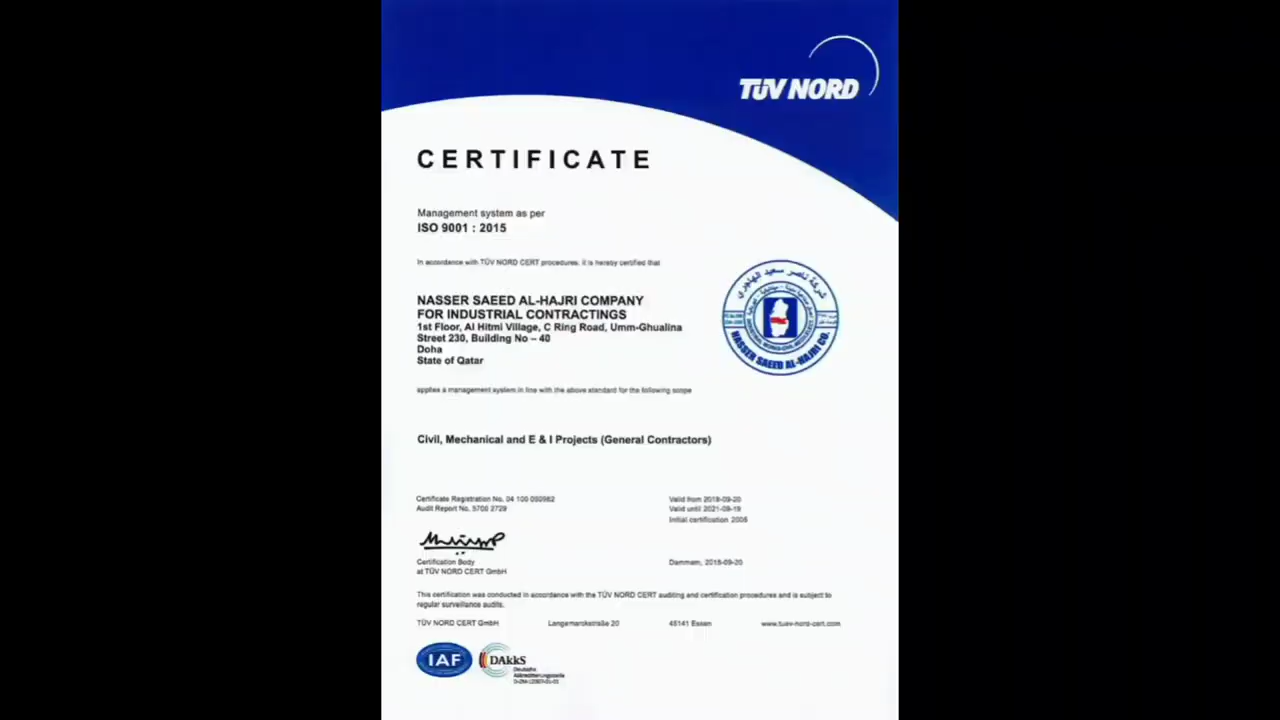 TÜV NORD
CERTIFICATE
Management system as per
ISO 9001 : 2015
In accordance with TÜV NORD CERT procedures, it is hereby certified that
NASSER SAEED AL-HAJRI COMPANY
FOR INDUSTRIAL CONTRACTINGS
1st Floor, Al Hitmi Village, C Ring Road, Umm-Ghualina
Street 230, Building No – 40
Doha
State of Qatar
شركة ناصر سعيد الهاجري
NASSER SAEED AL-HAJRI CO.
applies a management system in line with the above standard for the following scope
Civil, Mechanical and E & I Projects (General Contractors)
Certificate Registration No. 04 100 050982
Audit Report No. 5700 2729
Valid from 2018-09-20
Valid until 2021-09-19
Initial certification 2005
Certification Body
at TÜV NORD CERT GmbH
Dammam, 2018-09-20
This certification was conducted in accordance with the TÜV NORD CERT auditing and certification procedures and is subject to
regular surveillance audits.
TÜV NORD CERT GmbH Langemarckstraße 20 45141 Essen www.tuev-nord-cert.com
IAF
DAkkS
Deutsche
Akkreditierungsstelle